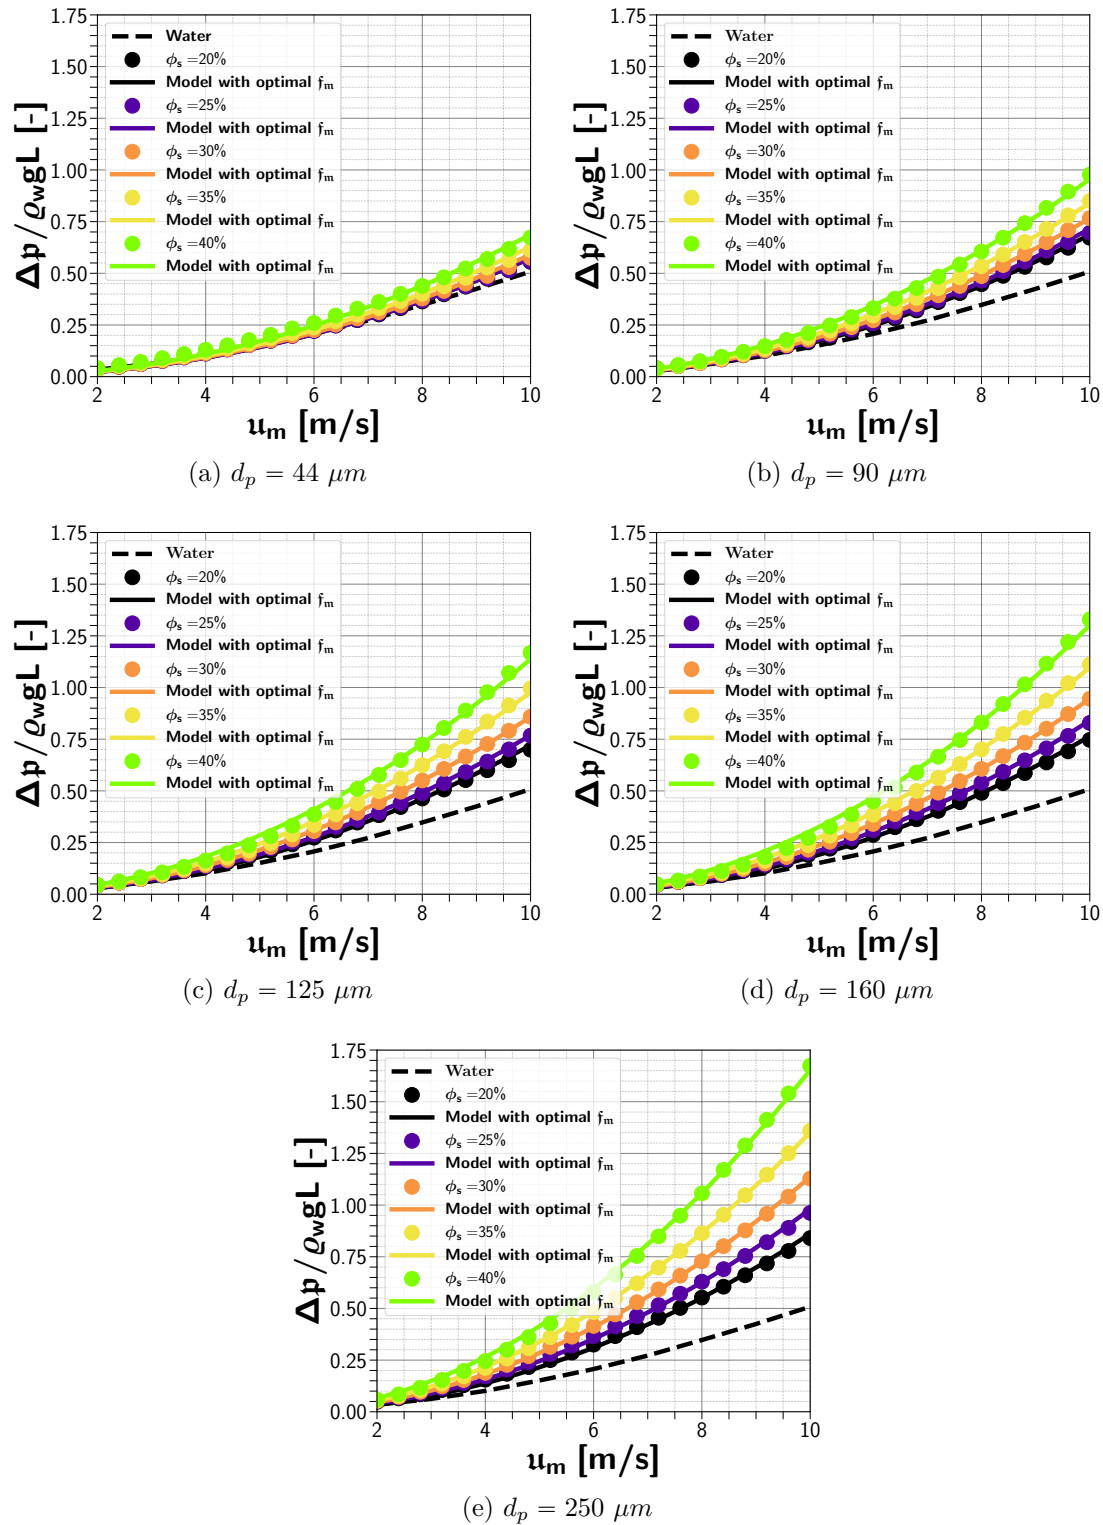 1.75
1.50
1.25
1.00
0.75
0.50
0.25
0.00
Δp/ϱwgL [-]
Water
ϕs =20%
Model with optimal fm
ϕs =25%
Model with optimal fm
ϕs =30%
Model with optimal fm
ϕs =35%
Model with optimal fm
ϕs =40%
Model with optimal fm
2 4 6 8 10
um [m/s]
(a) dp = 44 μm
1.75
1.50
1.25
1.00
0.75
0.50
0.25
0.00
Δp/ϱwgL [-]
Water
ϕs =20%
Model with optimal fm
ϕs =25%
Model with optimal fm
ϕs =30%
Model with optimal fm
ϕs =35%
Model with optimal fm
ϕs =40%
Model with optimal fm
2 4 6 8 10
um [m/s]
(b) dp = 90 μm
1.75
1.50
1.25
1.00
0.75
0.50
0.25
0.00
Δp/ϱwgL [-]
Water
ϕs =20%
Model with optimal fm
ϕs =25%
Model with optimal fm
ϕs =30%
Model with optimal fm
ϕs =35%
Model with optimal fm
ϕs =40%
Model with optimal fm
2 4 6 8 10
um [m/s]
(c) dp = 125 μm
1.75
1.50
1.25
1.00
0.75
0.50
0.25
0.00
Δp/ϱwgL [-]
Water
ϕs =20%
Model with optimal fm
ϕs =25%
Model with optimal fm
ϕs =30%
Model with optimal fm
ϕs =35%
Model with optimal fm
ϕs =40%
Model with optimal fm
2 4 6 8 10
um [m/s]
(d) dp = 160 μm
1.75
1.50
1.25
1.00
0.75
0.50
0.25
0.00
Δp/ϱwgL [-]
Water
ϕs =20%
Model with optimal fm
ϕs =25%
Model with optimal fm
ϕs =30%
Model with optimal fm
ϕs =35%
Model with optimal fm
ϕs =40%
Model with optimal fm
2 4 6 8 10
um [m/s]
(e) dp = 250 μm